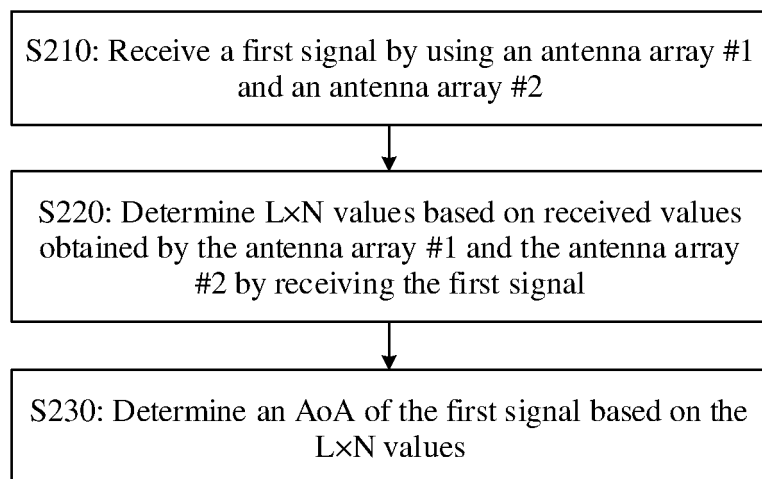 S210: Receive a first signal by using an antenna array #1
and an antenna array #2
S220: Determine L×N values based on received values
obtained by the antenna array #1 and the antenna array
#2 by receiving the first signal
S230: Determine an AoA of the first signal based on the
L×N values